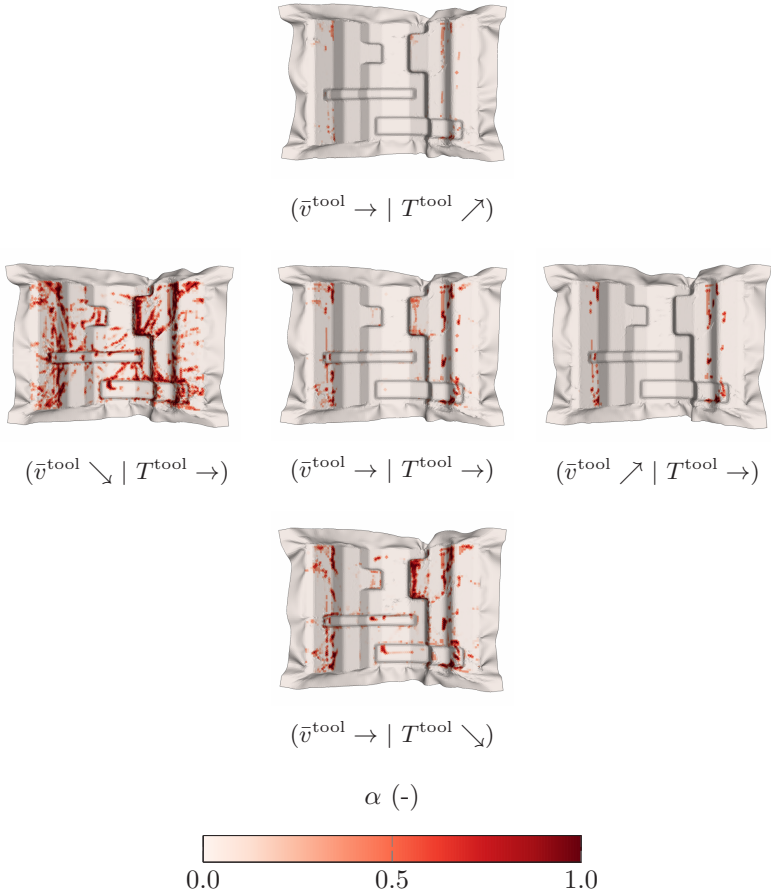 (v̄^tool → | T^tool ↗)
(v̄^tool ↘ | T^tool →)
(v̄^tool → | T^tool →)
(v̄^tool ↗ | T^tool →)
(v̄^tool → | T^tool ↘)
α (-)
0.0 0.5 1.0